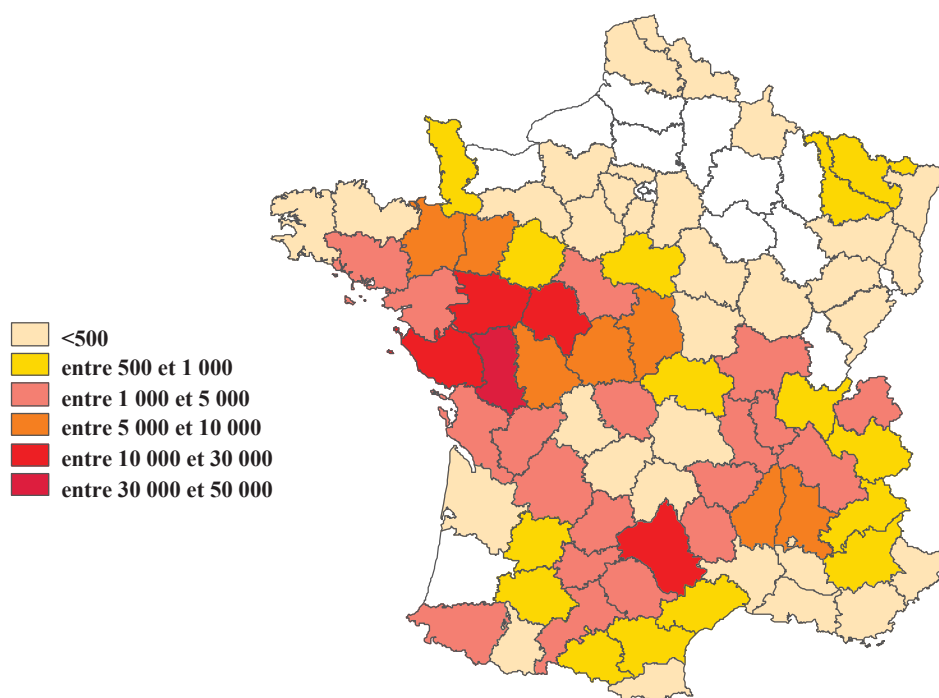 <500
entre 500 et 1 000
entre 1 000 et 5 000
entre 5 000 et 10 000
entre 10 000 et 30 000
entre 30 000 et 50 000